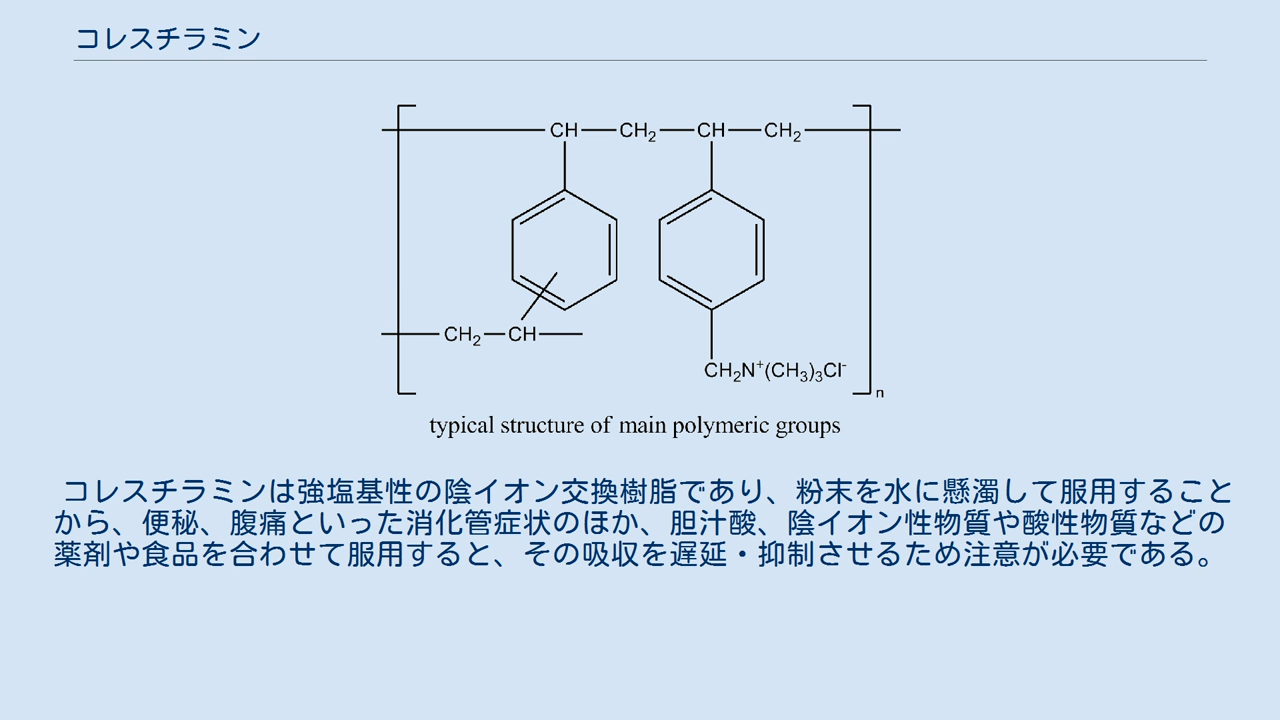 コレスチラミン
CH CH₂ CH CH₂
CH₂ CH
CH₂N⁺(CH₃)₃Cl⁻
n
typical structure of main polymeric groups
コレスチラミンは強塩基性の陰イオン交換樹脂であり、粉末を水に懸濁して服用すること
から、便秘、腹痛といった消化管症状のほか、胆汁酸、陰イオン性物質や酸性物質などの
薬剤や食品を合わせて服用すると、その吸収を遅延・抑制させるため注意が必要である。